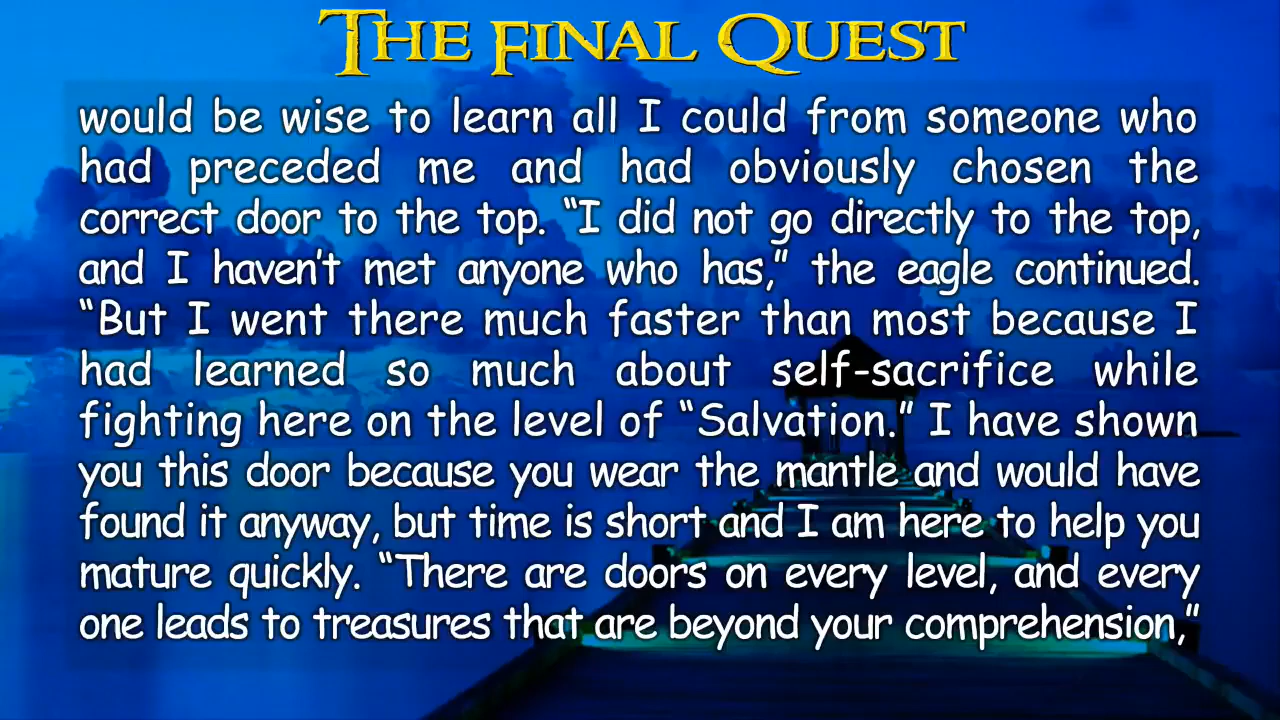 THE FINAL QUEST
would be wise to learn all I could from someone who
had preceded me and had obviously chosen the
correct door to the top. “I did not go directly to the top,
and I haven’t met anyone who has,” the eagle continued.
“But I went there much faster than most because I
had learned so much about self-sacrifice while
fighting here on the level of “Salvation.” I have shown
you this door because you wear the mantle and would have
found it anyway, but time is short and I am here to help you
mature quickly. “There are doors on every level, and every
one leads to treasures that are beyond your comprehension,”